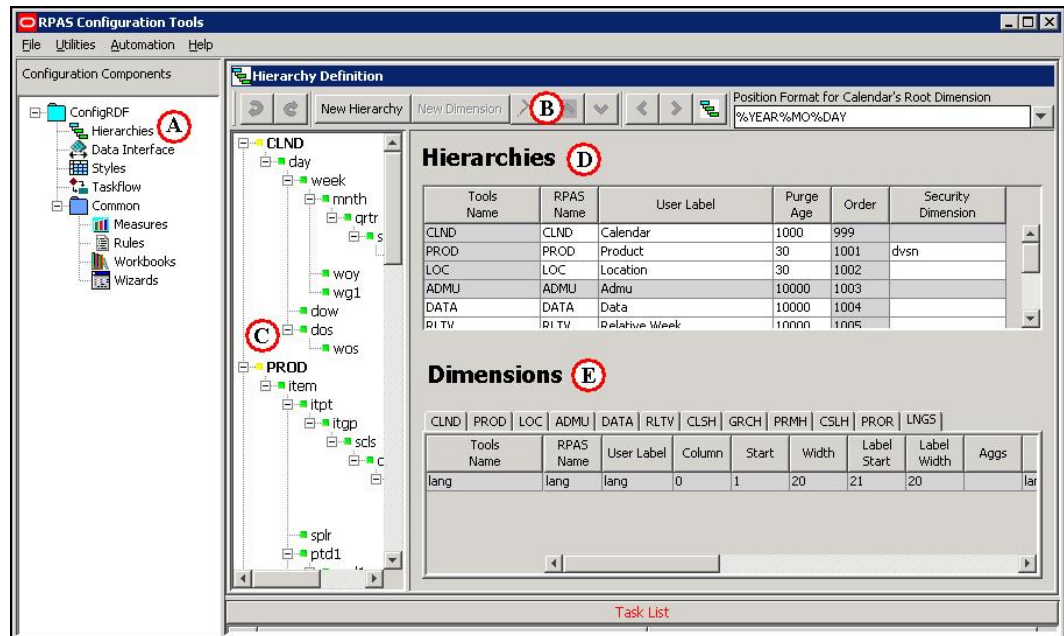 RPAS Configuration Tools
File Utilities Automation Help
Configuration Components
ConfigRDF
Hierarchies A
Data Interface
Styles
Taskflow
Common
Measures
Rules
Workbooks
Wizards
Hierarchy Definition
New Hierarchy New Dimension B
Position Format for Calendar's Root Dimension
%YEAR%MO%DAY
CLND
day
week
mnth
qrtr
s
woy
wg1
dow
C dos
wos
PROD
item
itpt
itgp
scls
c
splr
ptd1
Hierarchies D
Tools Name RPAS Name User Label Purge Age Order Security Dimension
CLND CLND Calendar 1000 999
PROD PROD Product 30 1001 dvsn
LOC LOC Location 30 1002
ADMU ADMU Admu 10000 1003
DATA DATA Data 10000 1004
RLTV RLTV Relative Week 10000 1005
Dimensions E
CLND PROD LOC ADMU DATA RLTV CLSH GRCH PRMH CSLH PROR LNGS
Tools Name RPAS Name User Label Column Start Width Label Start Label Width Aggs
lang lang lang 0 1 20 21 20 lar
Task List